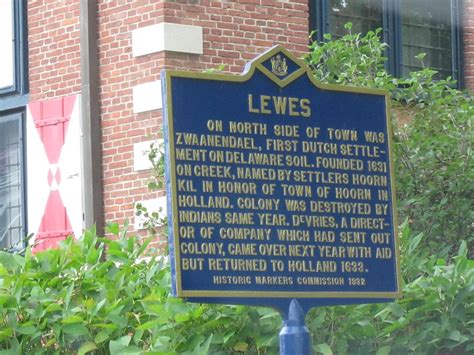 LEWES
ON NORTH SIDE OF TOWN WAS
ZWAANENDAEL, FIRST DUTCH SETTLE-
MENT ON DELAWARE SOIL. FOUNDED 1631
ON CREEK, NAMED BY SETTLERS HOORN
KIL IN HONOR OF TOWN OF HOORN IN
HOLLAND. COLONY WAS DESTROYED BY
INDIANS SAME YEAR. DEVRIES, A DIRECT-
OR OF COMPANY WHICH HAD SENT OUT
COLONY, CAME OVER NEXT YEAR WITH AID
BUT RETURNED TO HOLLAND 1633.
HISTORIC MARKERS COMMISSION 1932